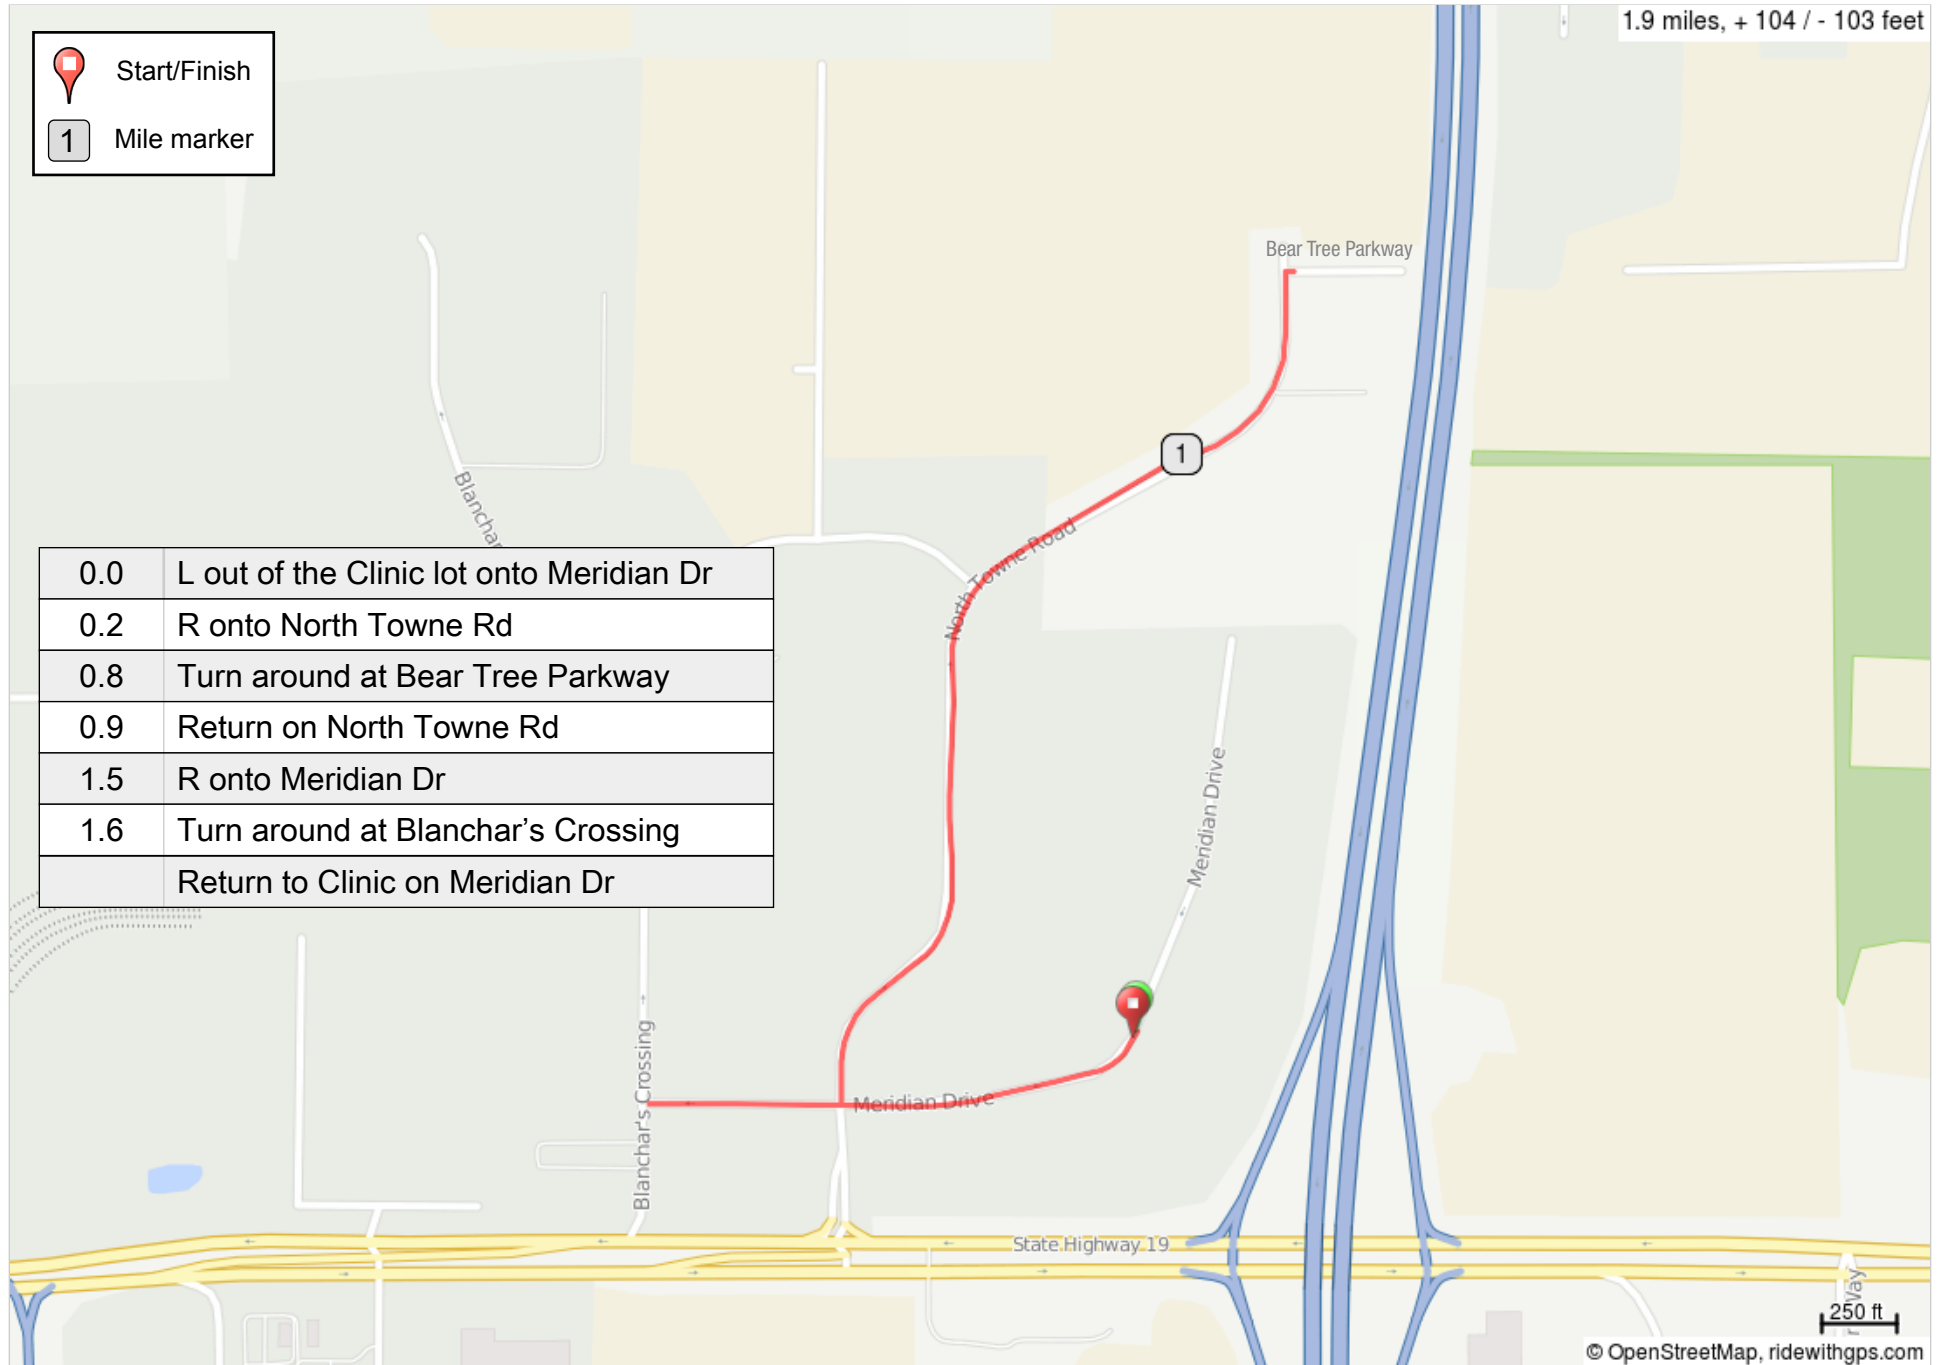 1.9 miles, + 104 / - 103 feet
Start/Finish
1 Mile marker
Bear Tree Parkway
1
Blanchar
North Towne Road
0.0 L out of the Clinic lot onto Meridian Dr
0.2 R onto North Towne Rd
0.8 Turn around at Bear Tree Parkway
0.9 Return on North Towne Rd
1.5 R onto Meridian Dr
1.6 Turn around at Blanchar’s Crossing
Return to Clinic on Meridian Dr
Meridian Drive
Blanchar's Crossing
Meridian Drive
State Highway 19
Way
250 ft
© OpenStreetMap, ridewithgps.com